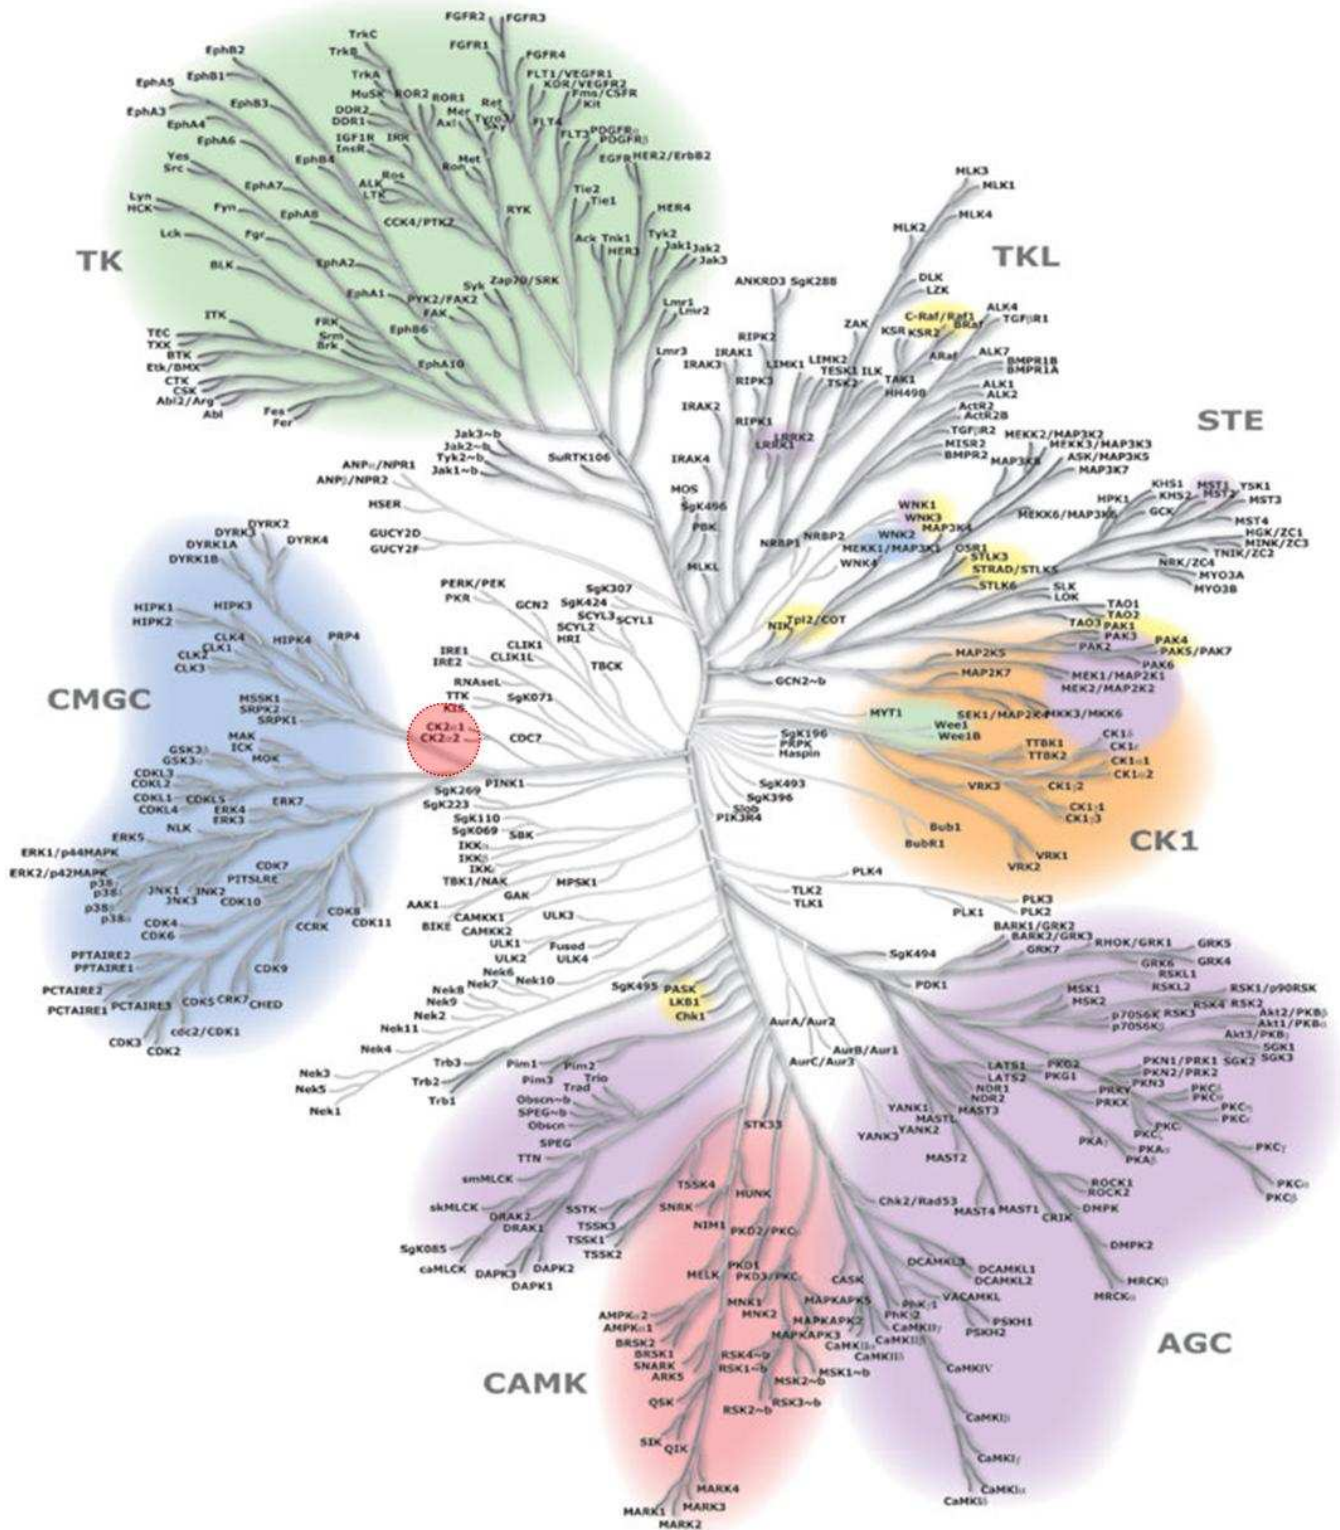 FGFR2 FGFR3
TrkC
TrkB
FGFR1
FGFR4
EphB2
EphB1
EphA5
EphA3
EphB3
EphA4
EphA6
TrkA
MuSK
ROR2
ROR1
DDR2
DDR1
Ret
Mer
Axl
Tyro3/
Sky
FLT1/VEGFR1
KDR/VEGFR2
Fms/CSFR
Kit
FLT4
FLT3
PDGFRα
PDGFRβ
IGF1R
IRR
InsR
EGFR
HER2/ErbB2
Yes
Src
EphB4
Met
Ron
Ros
ALK
LTK
EphA7
Lyn
HCK
Fyn
EphA8
CCK4/PTK7
RYK
Tie2
Tie1
HER4
Lck
Fgr
Ack
Tnk1
HER3
Tyk2
Jak1
Jak2
Jak3
TK
BLK
EphA2
EphA1
PYK2/FAK2
FAK
Syk
Zap70/SRK
Lmr1
Lmr2
Lmr3
ITK
FRK
Srm
Brk
EphB6
EphA10
TEC
TXK
BTK
Etk/BMX
CTK
CSK
Abl2/Arg
Abl
Fes
Fer
Jak3~b
Jak2~b
Tyk2~b
Jak1~b
SuRTK106
ANPα/NPR1
ANPβ/NPR2
HSER
GUCY2D
GUCY2F
MLK3
MLK1
MLK4
MLK2
TKL
DLK
LZK
ANKRD3
SgK288
C-Raf/Raf1
BRaf
KSR
KSR2
ALK4
TGFβR1
ZAK
RIPK2
IRAK1
IRAK3
LIMK1
LIMK2
TESK1
TSK2
ILK
TAK1
HH498
ARaf
ALK7
BMPR1B
BMPR1A
ALK1
ALK2
RIPK3
IRAK2
RIPK1
LRRK2
LRRK1
ActR2
ActR2B
TGFβR2
MISR2
BMPR2
IRAK4
MOS
SgK496
PBK
MLKL
STE
MEKK2/MAP3K2
MEKK3/MAP3K3
ASK/MAP3K5
MAP3K7
MAP3K8
KHS1
KHS2
MST1
MST2
YSK1
MST3
HPK1
GCK
MEKK6/MAP3K6
MST4
HGK/ZC1
MINK/ZC3
TNIK/ZC2
NRK/ZC4
MYO3A
MYO3B
WNK1
WNK3
MAP3K4
WNK2
NRBP1
NRBP2
MEKK1/MAP3K1
WNK4
OSR1
STLK3
STRAD/STLK5
STLK6
SLK
LOK
Tpl2/COT
NIK
TAO1
TAO2
TAO3
PAK1
PAK3
PAK2
PAK4
PAK5/PAK7
PAK6
MAP2K5
MAP2K7
MEK1/MAP2K1
MEK2/MAP2K2
GCN2~b
SEK1/MAP2K4
MKK3/MKK6
MYT1
Wee1
Wee1B
DYRK2
DYRK3
DYRK4
DYRK1A
DYRK1B
HIPK1
HIPK2
HIPK3
HIPK4
PRP4
CLK4
CLK1
CLK2
CLK3
CMGC
MSSK1
SRPK2
SRPK1
PERK/PEK
PKR
GCN2
SgK307
SgK424
SCYL3
SCYL2
SCYL1
HRI
CLIK1
CLIK1L
TBCK
IRE1
IRE2
RNAseL
TTK
KIS
SgK071
CK2α1
CK2α2
CDC7
MAK
ICK
GSK3β
GSK3α
MOK
CDKL3
CDKL2
CDKL1
CDKL5
CDKL4
ERK4
ERK3
ERK7
NLK
ERK5
ERK1/p44MAPK
ERK2/p42MAPK
JNK1
JNK2
JNK3
CDK7
PITSLRE
CDK10
CDK4
CDK6
CCRK
CDK8
CDK11
PFTAIRE2
PFTAIRE1
PCTAIRE2
PCTAIRE1
PCTAIRE3
CDK5
CRK7
CHED
CDK9
cdc2/CDK1
CDK3
CDK2
PINK1
SgK269
SgK223
SgK110
SgK069
SBK
IKKα
IKKβ
IKKε
TBK1/NAK
MPSK1
GAK
AAK1
BIKE
CAMKK1
CAMKK2
ULK3
ULK1
ULK2
Fused
ULK4
Nek6
Nek7
Nek10
Nek8
Nek9
Nek2
Nek11
Nek4
Nek3
Nek5
Nek1
SgK196
PRPK
Haspin
SgK493
SgK396
Slob
PIK3R4
TTBK1
TTBK2
CK1δ
CK1ε
CK1α1
CK1α2
VRK3
CK1γ2
CK1γ1
CK1γ3
CK1
Bub1
BubR1
VRK1
VRK2
PLK4
TLK2
TLK1
PLK3
PLK1
PLK2
BARK1/GRK2
BARK2/GRK3
RHOK/GRK1
GRK5
GRK7
GRK6
GRK4
SgK494
PDK1
RSKL1
RSKL2
MSK1
MSK2
RSK1/p90RSK
RSK4
RSK2
RSK3
p70S6K
p70S6Kβ
Akt2/PKBβ
Akt1/PKBα
Akt3/PKBγ
SGK1
SGK2
SGK3
PKN1/PRK1
PKN2/PRK2
PKN3
LATS1
LATS2
NDR1
NDR2
PKG2
PKG1
PRKY
PRKX
YANK1
MASTL
MAST3
YANK2
YANK3
MAST2
PKAγ
PKAα
PKAβ
PKCγ
PKCα
PKCβ
SgK495
PASK
LKB1
Chk1
AurA/Aur2
AurB/Aur1
AurC/Aur3
Trb3
Trb2
Trb1
Pim1
Pim2
Pim3
Trio
Trad
Obscn~b
SPEG~b
Obscn
SPEG
STK33
TTN
smMLCK
skMLCK
DRAK2
DRAK1
SgK085
caMLCK
DAPK3
DAPK2
DAPK1
SSTK
TSSK4
TSSK3
TSSK1
TSSK2
SNRK
HUNK
NIM1
PKD2/PKC
PKD1
PKD3/PKC
MELK
MNK1
MNK2
CASK
MAPKAPK5
MAPKAPK2
MAPKAPK3
Chk2/Rad53
MAST4
MAST1
ROCK1
ROCK2
CRIK
DMPK
DMPK2
MRCKβ
MRCKα
DCAMKL3
DCAMKL1
DCAMKL2
VACAMKL
PhKγ1
PhKγ2
PSKH1
PSKH2
CaMKIIγ
CaMKIIβ
CaMKIIα
CaMKIIδ
AGC
AMPKα2
AMPKα1
BRSK2
BRSK1
SNARK
ARK5
RSK4~b
RSK1~b
MSK2~b
MSK1~b
RSK2~b
RSK3~b
CAMK
QSK
SIK
QIK
CaMKIV
CaMKIβ
CaMKIγ
CaMKIα
CaMKIδ
MARK4
MARK3
MARK1
MARK2